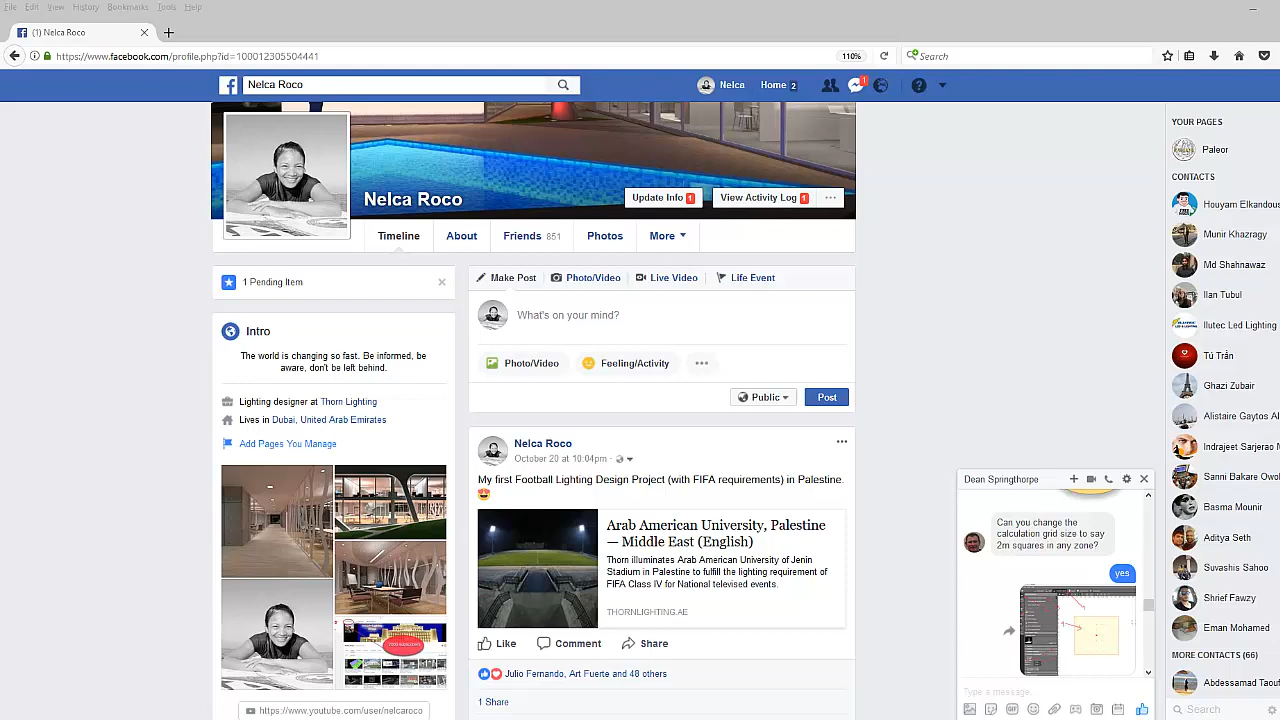 File Edit View History Bookmarks Tools Help
(1) Nelca Roco
https://www.facebook.com/profile.php?id=100012305504441
110%
Search
Nelca Roco
Nelca
Home 2
1
Nelca Roco
Update Info 1
View Activity Log 1
Timeline
About
Friends 851
Photos
More
1 Pending Item
Intro
The world is changing so fast. Be informed, be
aware, don't be left behind.
Lighting designer at Thorn Lighting
Lives in Dubai, United Arab Emirates
Add Pages You Manage
https://www.youtube.com/user/nelcaroco
Make Post
Photo/Video
Live Video
Life Event
What's on your mind?
Photo/Video
Feeling/Activity
Public
Post
Nelca Roco
October 20 at 10:04pm
My first Football Lighting Design Project (with FIFA requirements) in Palestine.
Arab American University, Palestine
— Middle East (English)
Thorn illuminates Arab American University of Jenin
Stadium in Palestine to fulfill the lighting requirement of
FIFA Class IV for National televised events.
THORNLIGHTING.AE
Like
Comment
Share
Julio Fernando, Art Fuerte and 48 others
1 Share
Dean Springthorpe
Can you change the
calculation grid size to say
2m squares in any zone?
yes
Type a message...
YOUR PAGES
Paleor
CONTACTS
Houyam Elkandous
Munir Khazragy
Md Shahnawaz
Ilan Tubul
Ilutec Led Lighting
Tú Trần
Ghazi Zubair
Alistaire Gaytos Al
Indrajeet Sarjerao
Sanni Bakare Owol
Basma Mounir
Aditya Seth
Suvashis Sahoo
Sherif Fawzy
Eman Mohamed
MORE CONTACTS (66)
Abdessamad Taouf
Search